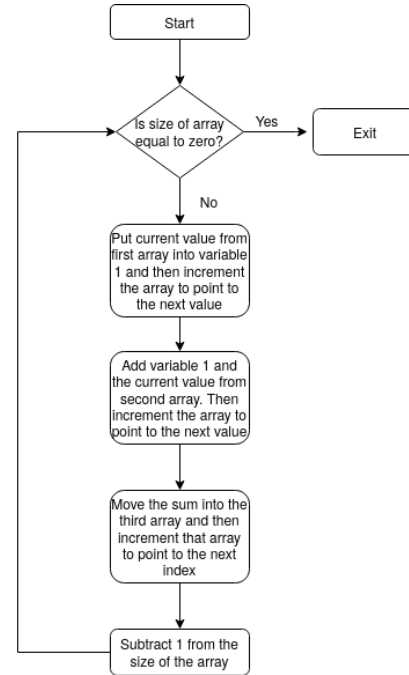 Start
Is size of array
equal to zero?
Yes
Exit
No
Put current value from
first array into variable
1 and then increment
the array to point to
the next value
Add variable 1 and
the current value from
second array. Then
increment the array to
point to the next value
Move the sum into the
third array and then
increment that array
to point to the next
index
Subtract 1 from the
size of the array